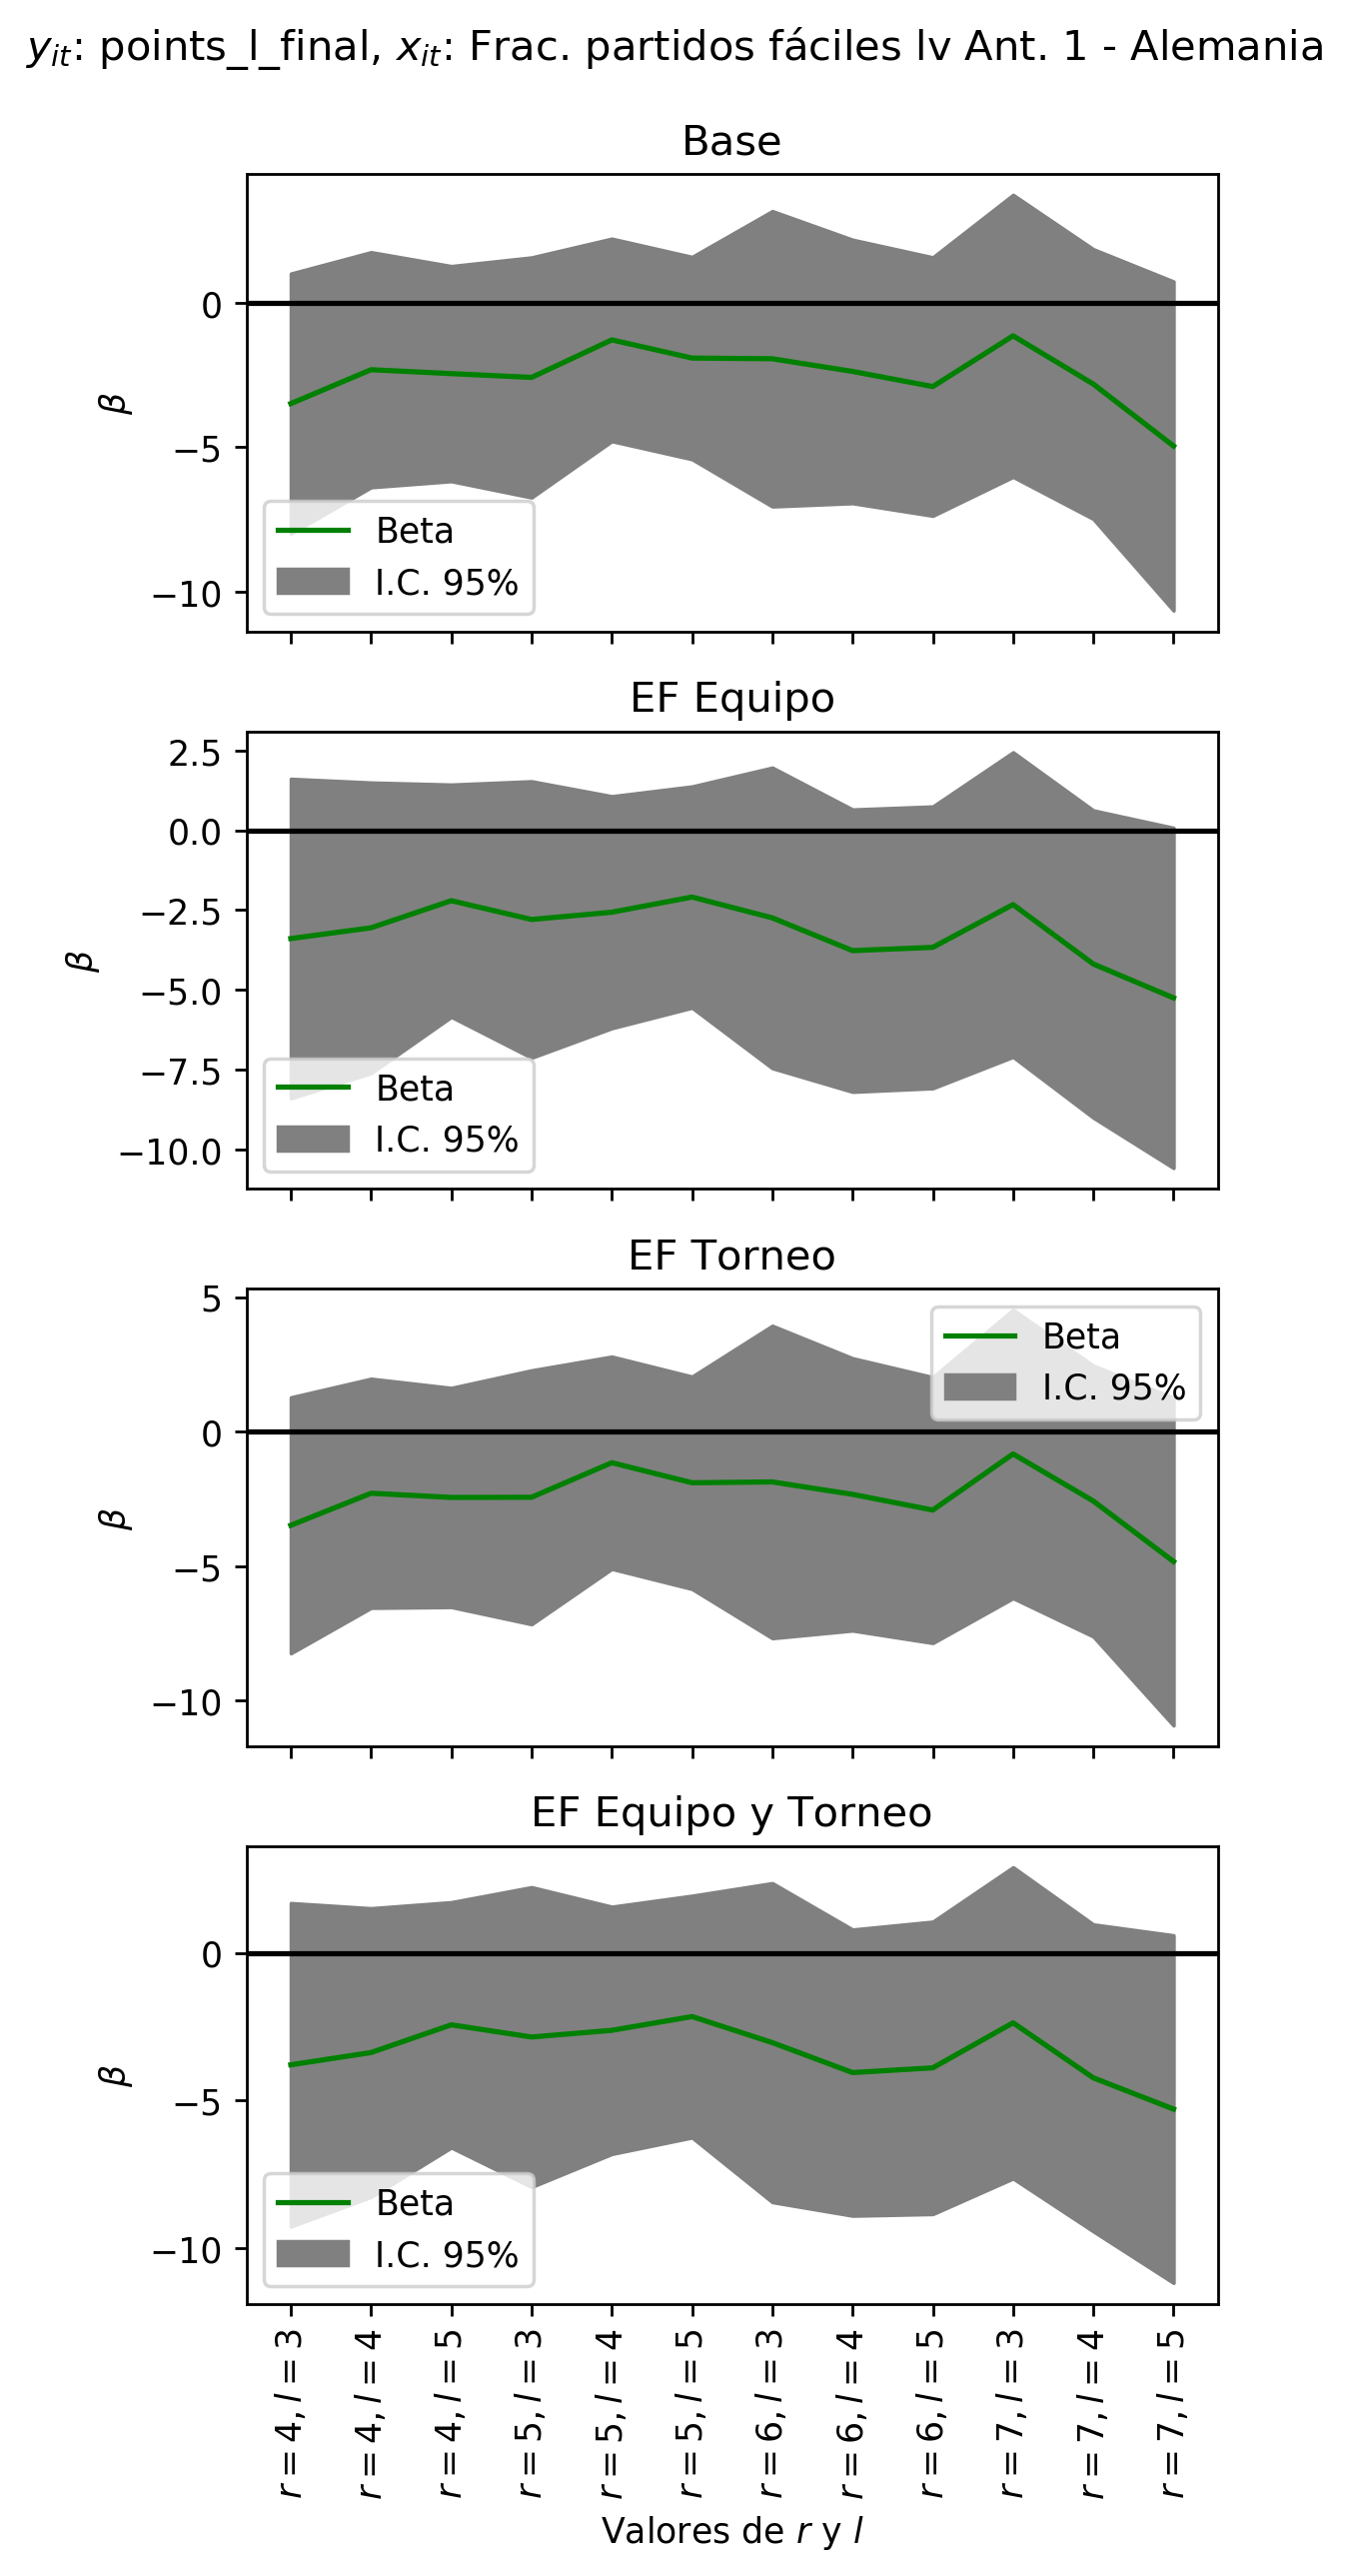 y_it: points_l_final, x_it: Frac. partidos fáciles lv Ant. 1 - Alemania
Base
0
−5
−10
β
Beta
I.C. 95%
EF Equipo
2.5
0.0
−2.5
−5.0
−7.5
−10.0
β
Beta
I.C. 95%
EF Torneo
5
0
−5
−10
β
Beta
I.C. 95%
EF Equipo y Torneo
0
−5
−10
β
Beta
I.C. 95%
r = 4, l = 3
r = 4, l = 4
r = 4, l = 5
r = 5, l = 3
r = 5, l = 4
r = 5, l = 5
r = 6, l = 3
r = 6, l = 4
r = 6, l = 5
r = 7, l = 3
r = 7, l = 4
r = 7, l = 5
Valores de r y l